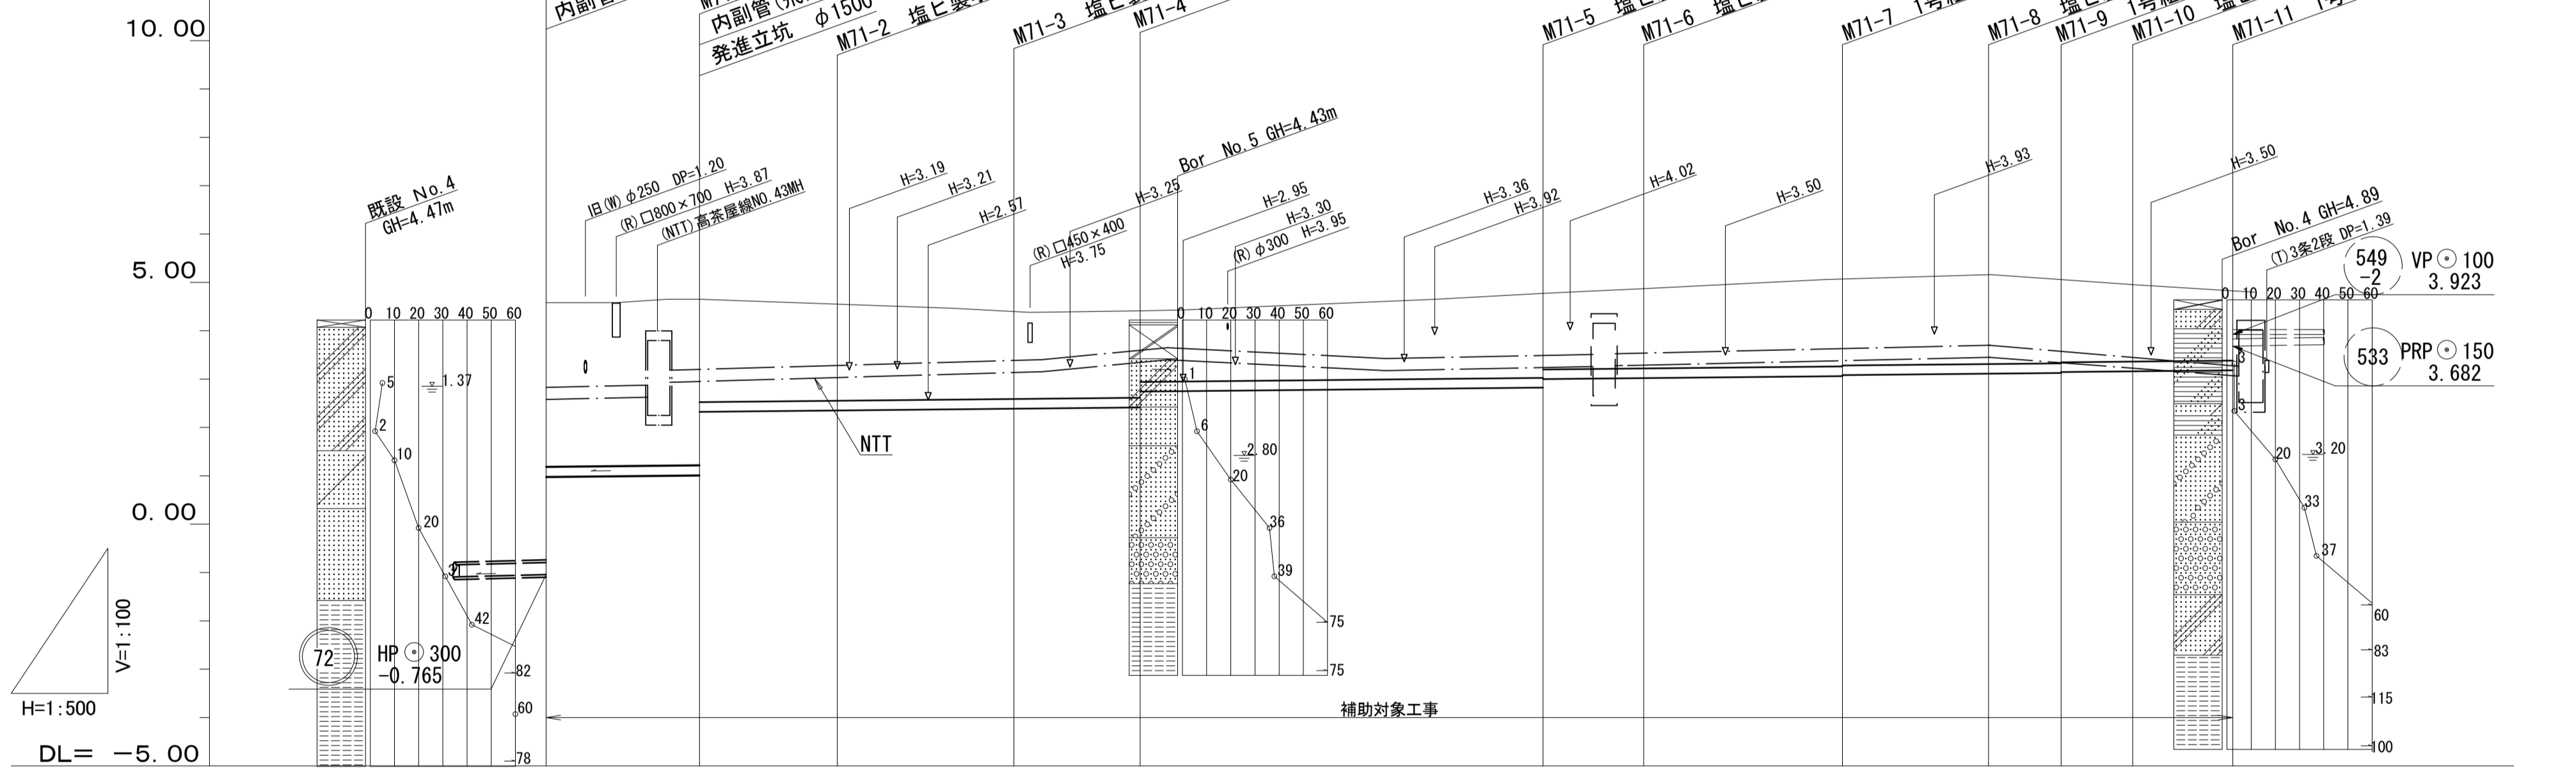 10.00
5.00
0.00
DL= -5.00
V=1:100
H=1:500
内副管
内副管
発進立坑 φ1500
M71-2 塩ビ製
M71-3
M71-4
M71-5
M71-6
M71-7 1号
M71-8
M71-9 1号
M71-10
M71-11
既設 No.4
GH=4.47m
旧(W)φ250 DP=1.20
(R)□800×700 H=3.87
(NTT)高茶屋線NO.43MH
H=3.19
H=3.21
H=2.57
(R)□450×400
H=3.75
H=3.25
Bor No.5 GH=4.43m
H=2.95
H=3.30
(R)φ300 H=3.95
H=3.36
H=3.92
H=4.02
H=3.50
H=3.93
H=3.50
Bor No.4 GH=4.89
(T)3条2段 DP=1.39
549
-2
VP 100
3.923
533
PRP 150
3.682
0 10 20 30 40 50 60
5
1.37
2
10
20
31
42
82
60
78
72
HP 300
-0.765
NTT
0 10 20 30 40 50 60
1
6
2.80
20
36
39
75
75
補助対象工事
0 10 20 30 40 50 60
3
3
20
3.20
33
37
60
83
115
100